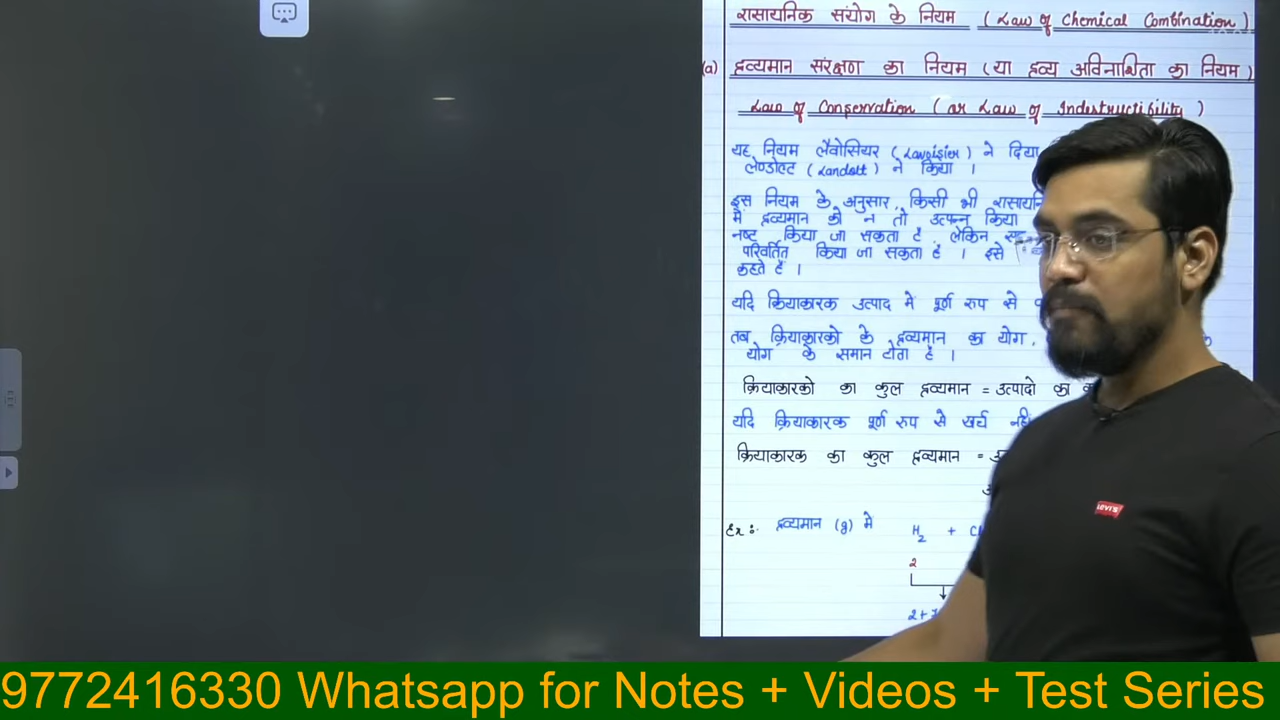 रासायनिक संयोग के नियम (Law of Chemical Combination)
(a) द्रव्यमान संरक्षण का नियम (या द्रव्य अविनाशिता का नियम)
Law of Conservation (or Law of Indestructibility)
यह नियम लैवोसियर (Lavoisier) ने दिया
लेण्डोल्ट (Landolt) ने किया ।
इस नियम के अनुसार, किसी भी
में द्रव्यमान को न तो उत्पन्न किया
नष्ट किया जा सकता है, लेकिन
परिवर्तित किया जा सकता है । इसे
कहते हैं ।
यदि क्रियाकारक उत्पाद में पूर्ण रुप से
तब क्रियाकारको के द्रव्यमान का योग,
योग के समान होता है ।
क्रियाकारको का कुल द्रव्यमान = उत्पादो का
यदि क्रियाकारक पूर्ण रुप से खर्च
क्रियाकारक का कुल द्रव्यमान =
Ex :- द्रव्यमान (g) में H₂ +
2
2+
LEVI'S
9772416330 Whatsapp for Notes + Videos + Test Series